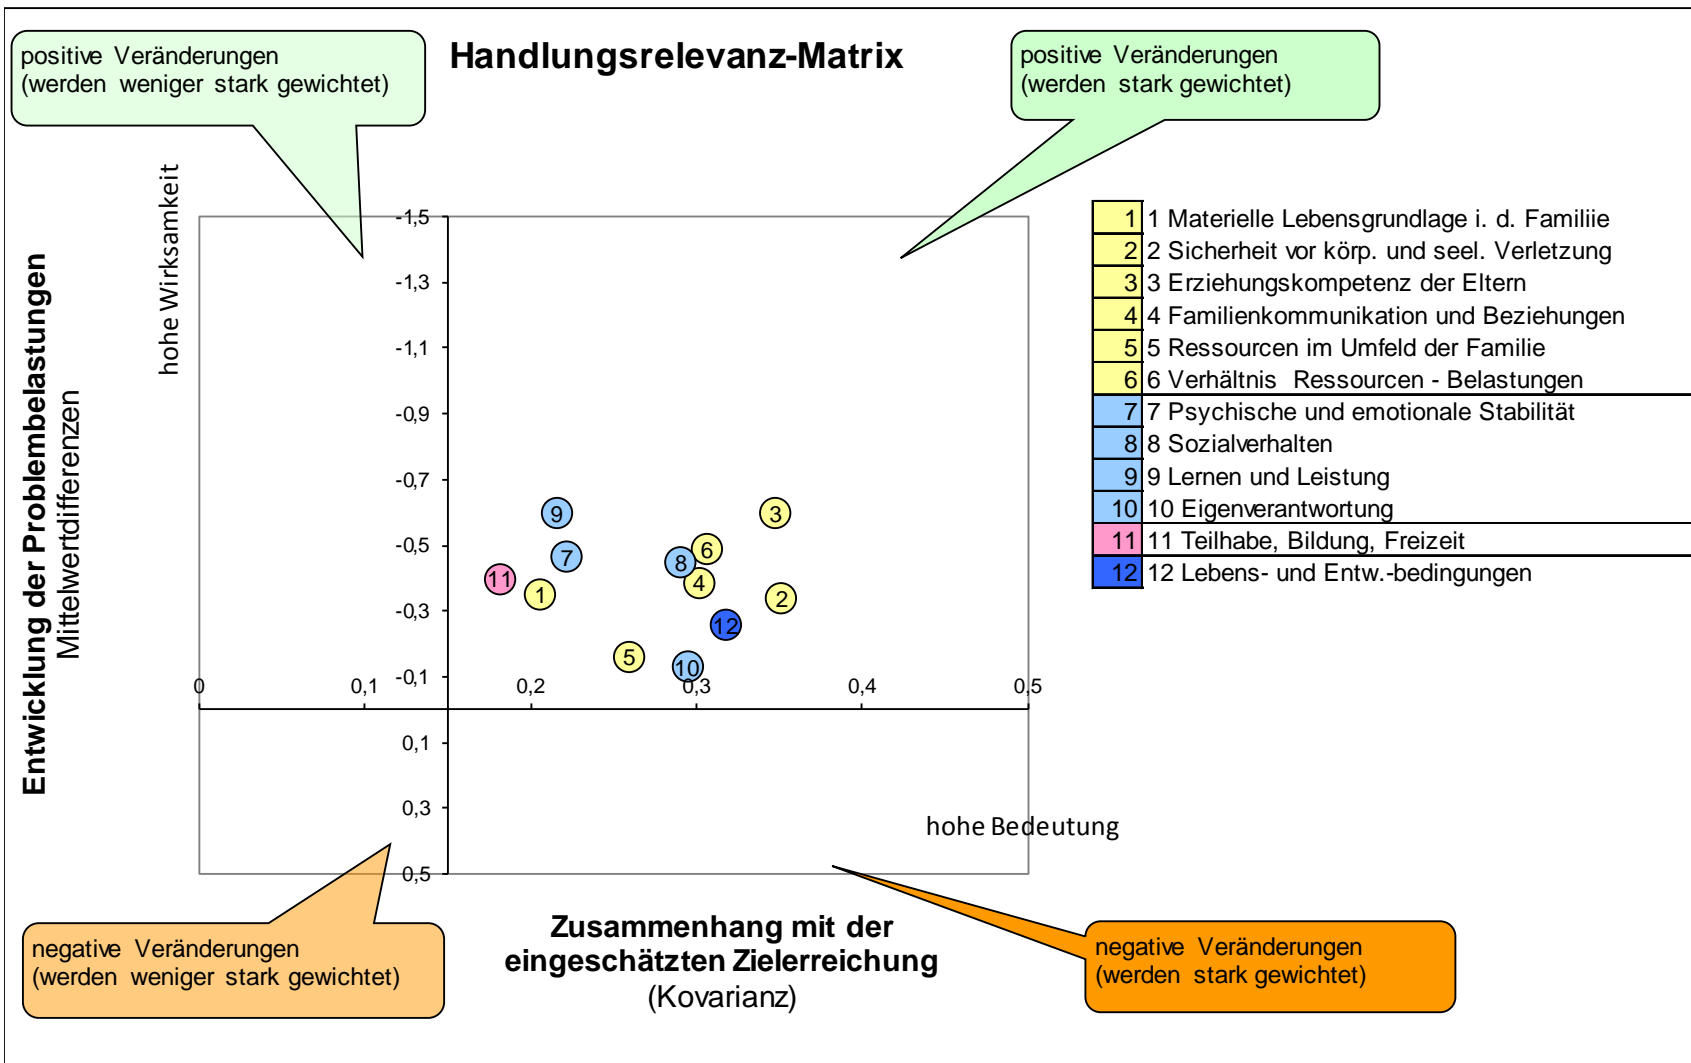 positive Veränderungen
(werden weniger stark gewichtet)
Handlungsrelevanz-Matrix
positive Veränderungen
(werden stark gewichtet)
Entwicklung der Problembelastungen
Mittelwertdifferenzen
hohe Wirksamkeit
-1,5
-1,3
-1,1
-0,9
-0,7
-0,5
-0,3
-0,1
0,1
0,3
0,5
0
0,1
0,2
0,3
0,4
0,5
9
3
7
6
8
11
4
1
2
12
5
10
1 1 Materielle Lebensgrundlage i. d. Familiie
2 2 Sicherheit vor körp. und seel. Verletzung
3 3 Erziehungskompetenz der Eltern
4 4 Familienkommunikation und Beziehungen
5 5 Ressourcen im Umfeld der Familie
6 6 Verhältnis Ressourcen - Belastungen
7 7 Psychische und emotionale Stabilität
8 8 Sozialverhalten
9 9 Lernen und Leistung
10 10 Eigenverantwortung
11 11 Teilhabe, Bildung, Freizeit
12 12 Lebens- und Entw.-bedingungen
hohe Bedeutung
Zusammenhang mit der
eingeschätzten Zielerreichung
(Kovarianz)
negative Veränderungen
(werden weniger stark gewichtet)
negative Veränderungen
(werden stark gewichtet)